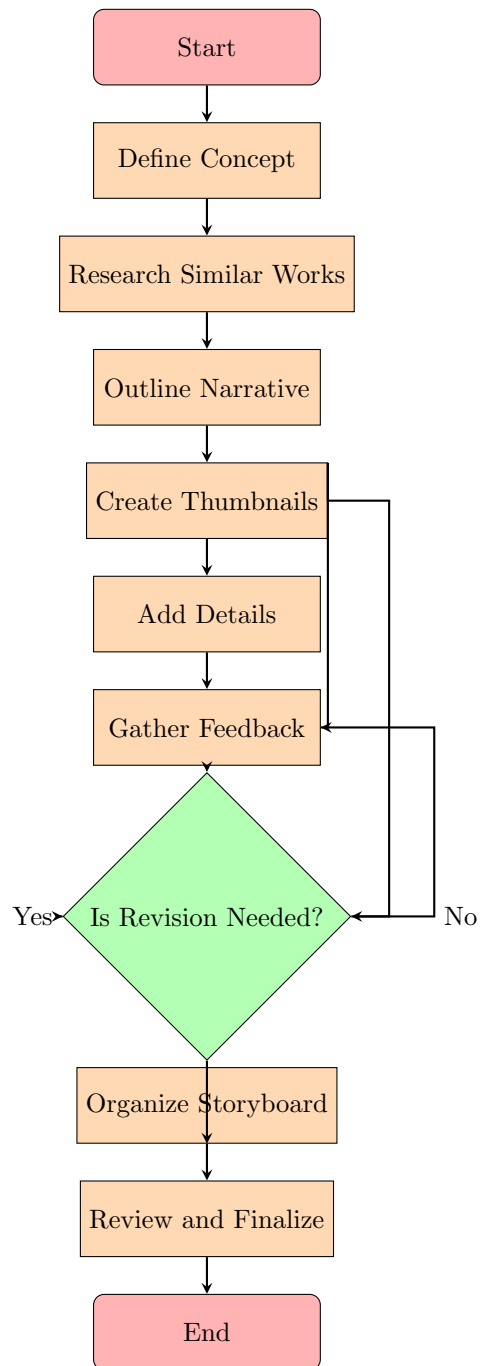 Start
Define Concept
Research Similar Works
Outline Narrative
Create Thumbnails
Add Details
Gather Feedback
Yes
Is Revision Needed?
No
Organize Storyboard
Review and Finalize
End